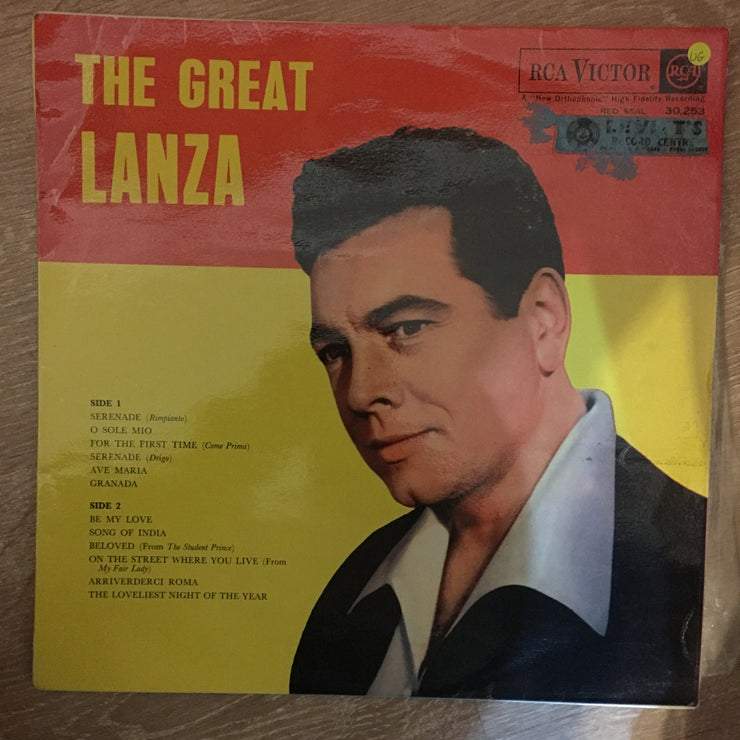 THE GREAT
LANZA
RCA VICTOR
RCA
UG
A "New Orthophonic" High Fidelity Recording
RED SEAL 30,253
CENTRE
SIDE 1
SERENADE (Rimpianto)
O SOLE MIO
FOR THE FIRST TIME (Come Prima)
SERENADE (Drigo)
AVE MARIA
GRANADA
SIDE 2
BE MY LOVE
SONG OF INDIA
BELOVED (From The Student Prince)
ON THE STREET WHERE YOU LIVE (From
My Fair Lady)
ARRIVERDERCI ROMA
THE LOVELIEST NIGHT OF THE YEAR